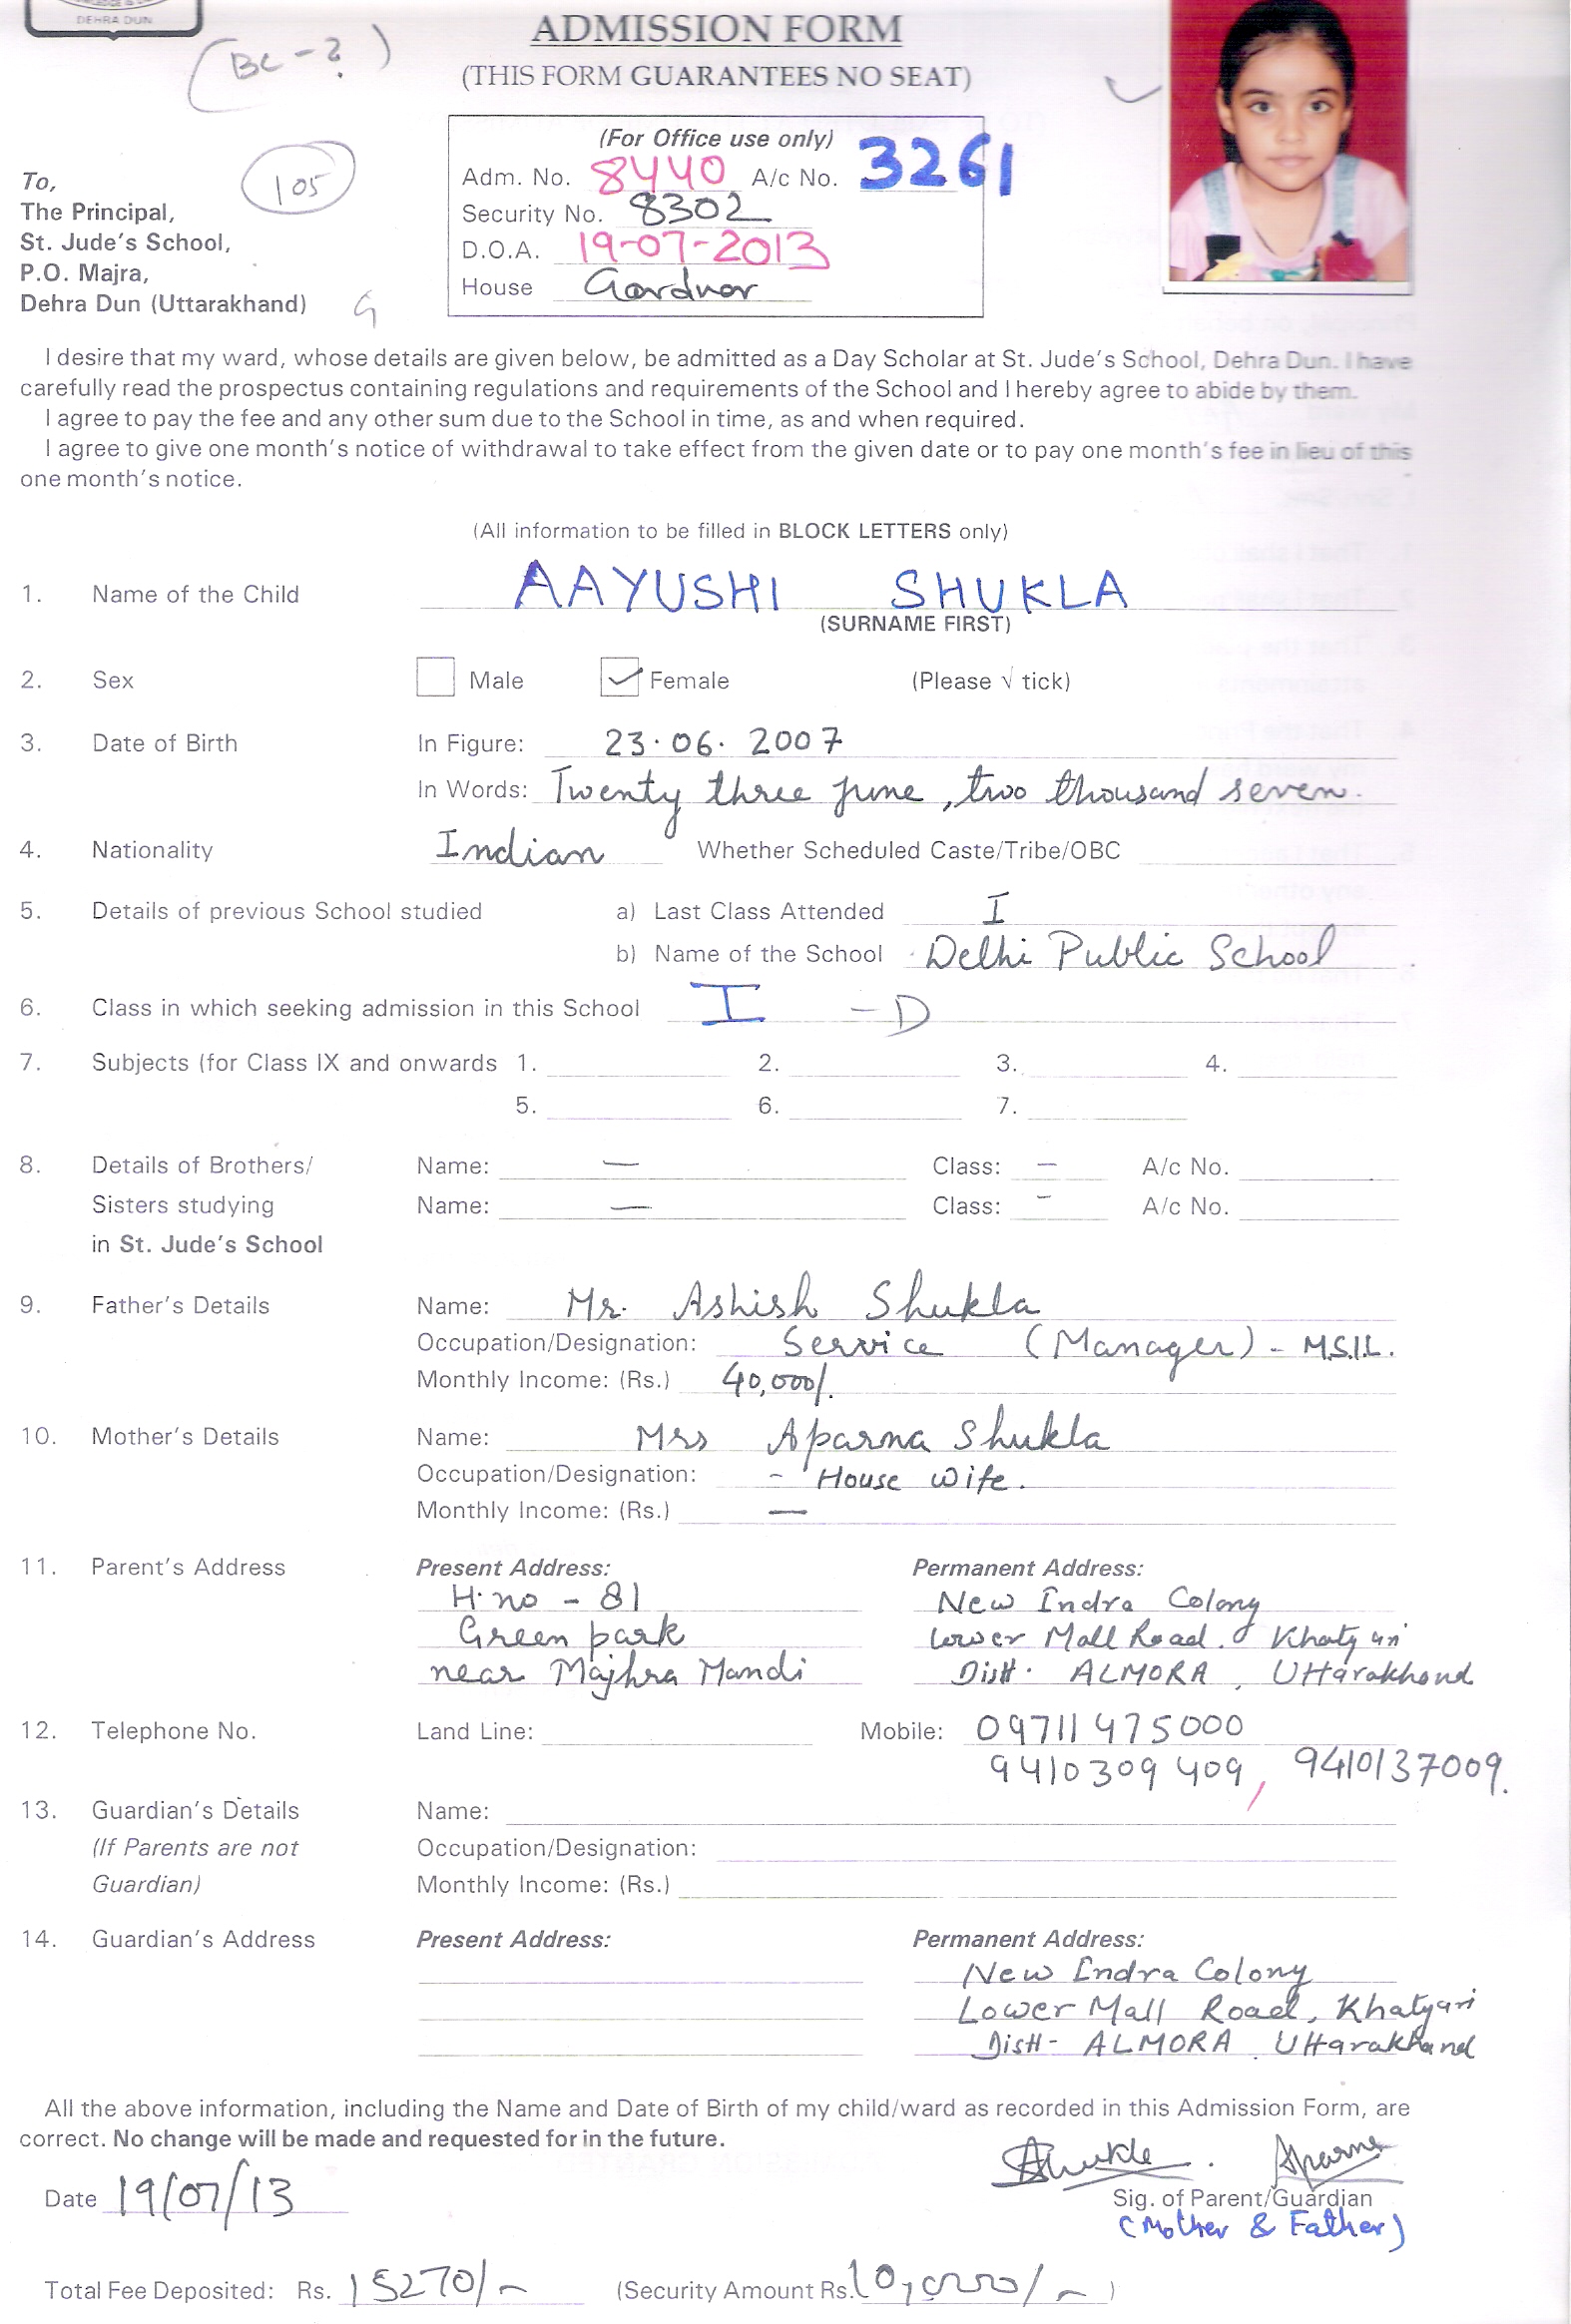 DEHRA DUN
(BC - ?)
ADMISSION FORM
(THIS FORM GUARANTEES NO SEAT)
105
(For Office use only)
Adm. No. 8440 A/c No. 3261
Security No. 8302
D.O.A. 19-07-2013
House Gardner
To,
The Principal,
St. Jude's School,
P.O. Majra,
Dehra Dun (Uttarakhand) G
I desire that my ward, whose details are given below, be admitted as a Day Scholar at St. Jude's School, Dehra Dun. I have
carefully read the prospectus containing regulations and requirements of the School and I hereby agree to abide by them.
I agree to pay the fee and any other sum due to the School in time, as and when required.
I agree to give one month's notice of withdrawal to take effect from the given date or to pay one month's fee in lieu of this
one month's notice.
(All information to be filled in BLOCK LETTERS only)
1. Name of the Child AAYUSHI SHUKLA
(SURNAME FIRST)
2. Sex Male ✓ Female (Please √ tick)
3. Date of Birth In Figure: 23.06.2007
In Words: Twenty three June, two thousand seven.
4. Nationality Indian Whether Scheduled Caste/Tribe/OBC
5. Details of previous School studied a) Last Class Attended I
b) Name of the School Delhi Public School
6. Class in which seeking admission in this School I - D
7. Subjects (for Class IX and onwards 1. 2. 3. 4.
5. 6. 7.
8. Details of Brothers/ Name: — Class: — A/c No.
Sisters studying Name: — Class: - A/c No.
in St. Jude's School
9. Father's Details Name: Mr. Ashish Shukla
Occupation/Designation: Service (Manager) - M.S.I.L.
Monthly Income: (Rs.) 40,000/.
10. Mother's Details Name: Mrs Aparna Shukla
Occupation/Designation: - House wife.
Monthly Income: (Rs.) —
11. Parent's Address Present Address: Permanent Address:
H.no - 81 New Indra Colony
Green park Lower Mall Road. Khatyari
near Majhra Mandi Distt. ALMORA, Uttarakhand
12. Telephone No. Land Line: Mobile: 09711475000
9410309409, 9410137009.
13. Guardian's Details Name:
(If Parents are not Occupation/Designation:
Guardian) Monthly Income: (Rs.)
14. Guardian's Address Present Address: Permanent Address:
New Indra Colony
Lower Mall Road, Khatyari
Distt- ALMORA, Uttarakhand
All the above information, including the Name and Date of Birth of my child/ward as recorded in this Admission Form, are
correct. No change will be made and requested for in the future.
AShukla. Aparna
Date 19/07/13 Sig. of Parent/Guardian
(Mother & Father)
Total Fee Deposited: Rs. 15270/- (Security Amount Rs. 10,000/-)